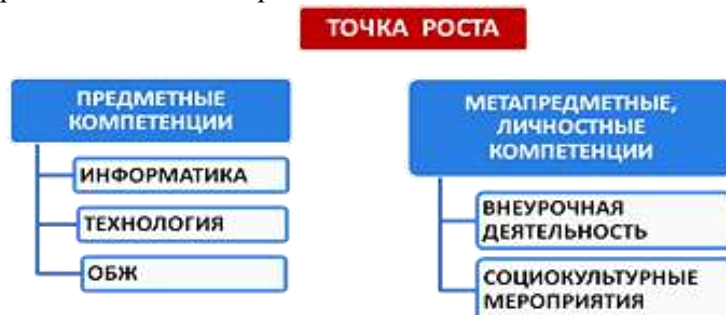 ТОЧКА РОСТА
ПРЕДМЕТНЫЕ
КОМПЕТЕНЦИИ
ИНФОРМАТИКА
ТЕХНОЛОГИЯ
ОБЖ
МЕТАПРЕДМЕТНЫЕ,
ЛИЧНОСТНЫЕ
КОМПЕТЕНЦИИ
ВНЕУРОЧНАЯ
ДЕЯТЕЛЬНОСТЬ
СОЦИОКУЛЬТУРНЫЕ
МЕРОПРИЯТИЯ